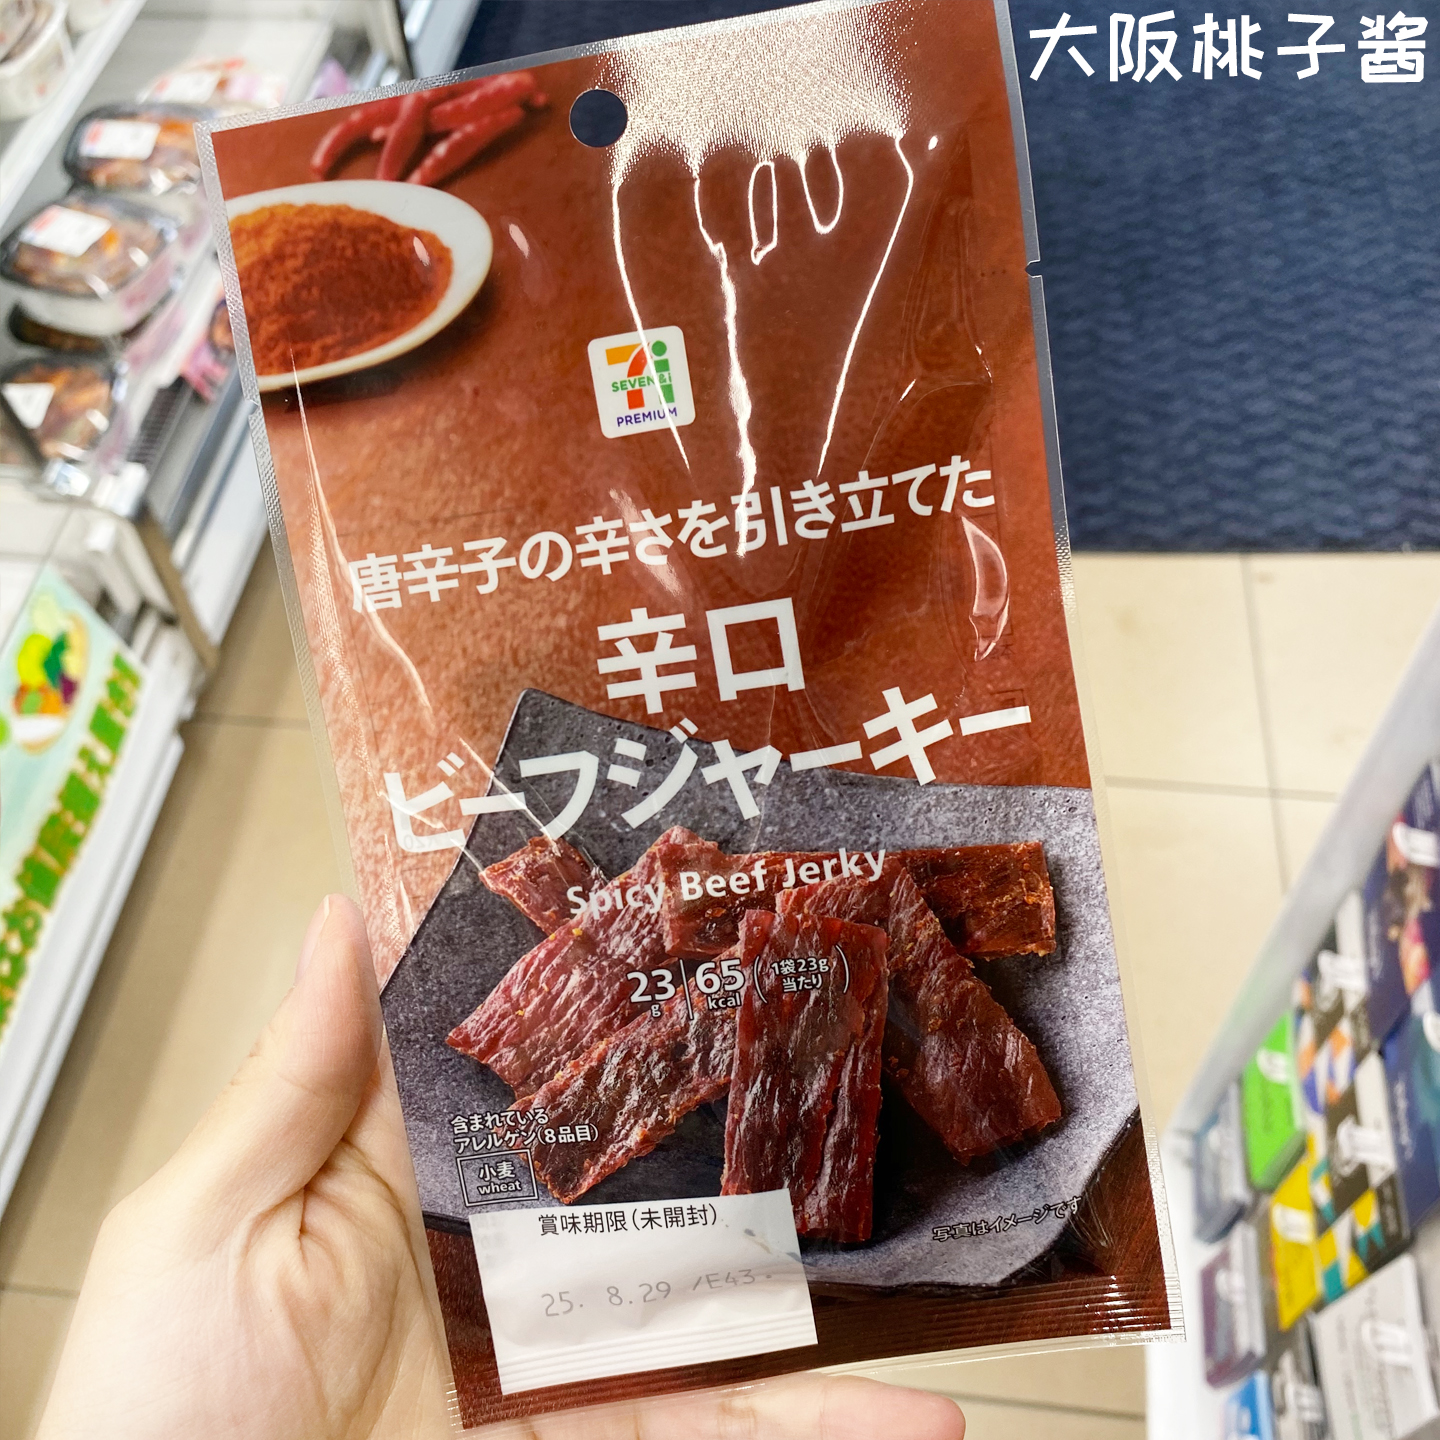 大阪桃子酱
SEVEN&i
PREMIUM
唐辛子の辛さを引き立てた
辛口
ビーフジャーキー
Spicy Beef Jerky
23g 65kcal (1袋23g当たり)
含まれている
アレルゲン(8品目)
小麦
wheat
写真はイメージです
賞味期限(未開封)
25. 8.29 /E43.